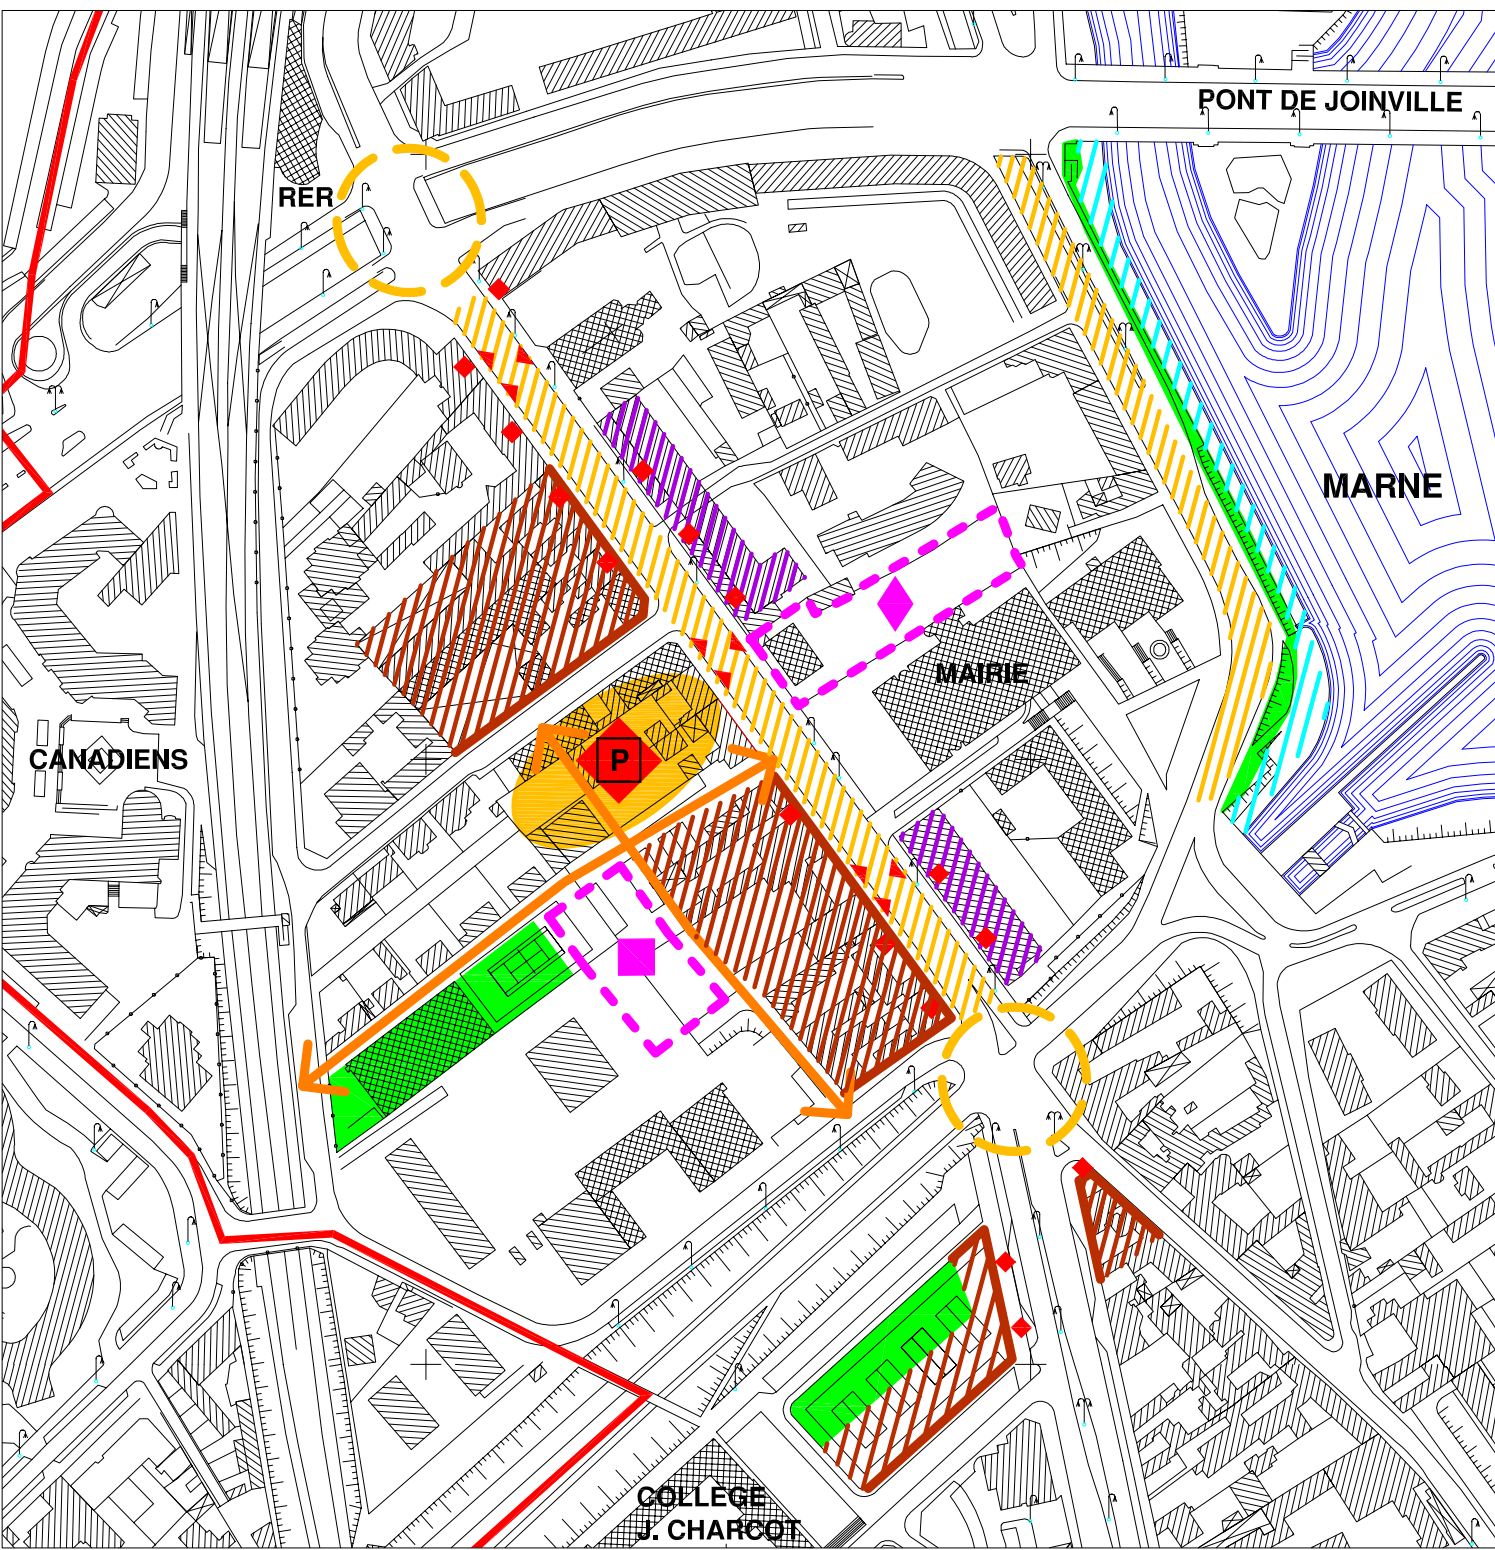 PONT DE JOINVILLE
RER
MARNE
MAIRIE
CANADIENS
P
COLLEGE
J. CHARCOT